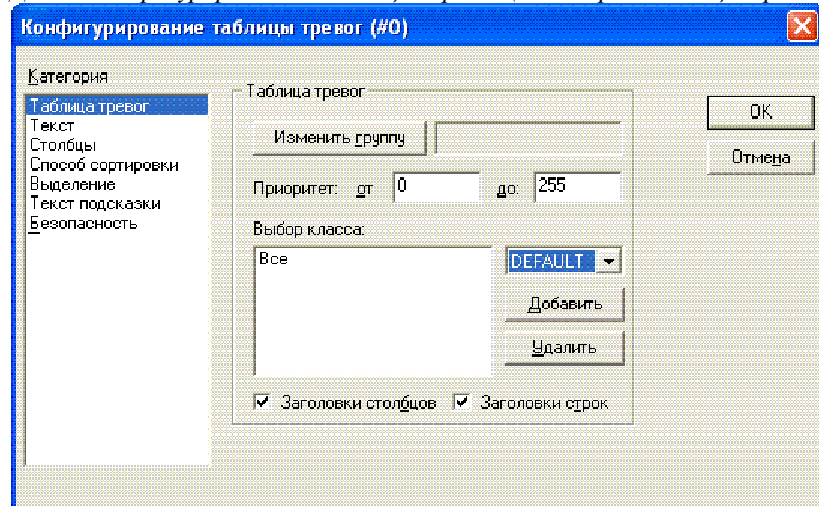 Конфигурирование таблицы тревог (#0)
Категория
Таблица тревог
Текст
Столбцы
Способ сортировки
Выделение
Текст подсказки
Безопасность
Таблица тревог
Изменить группу
Приоритет: от 0 до: 255
Выбор класса:
Все
DEFAULT
Добавить
Удалить
Заголовки столбцов Заголовки строк
OK
Отмена